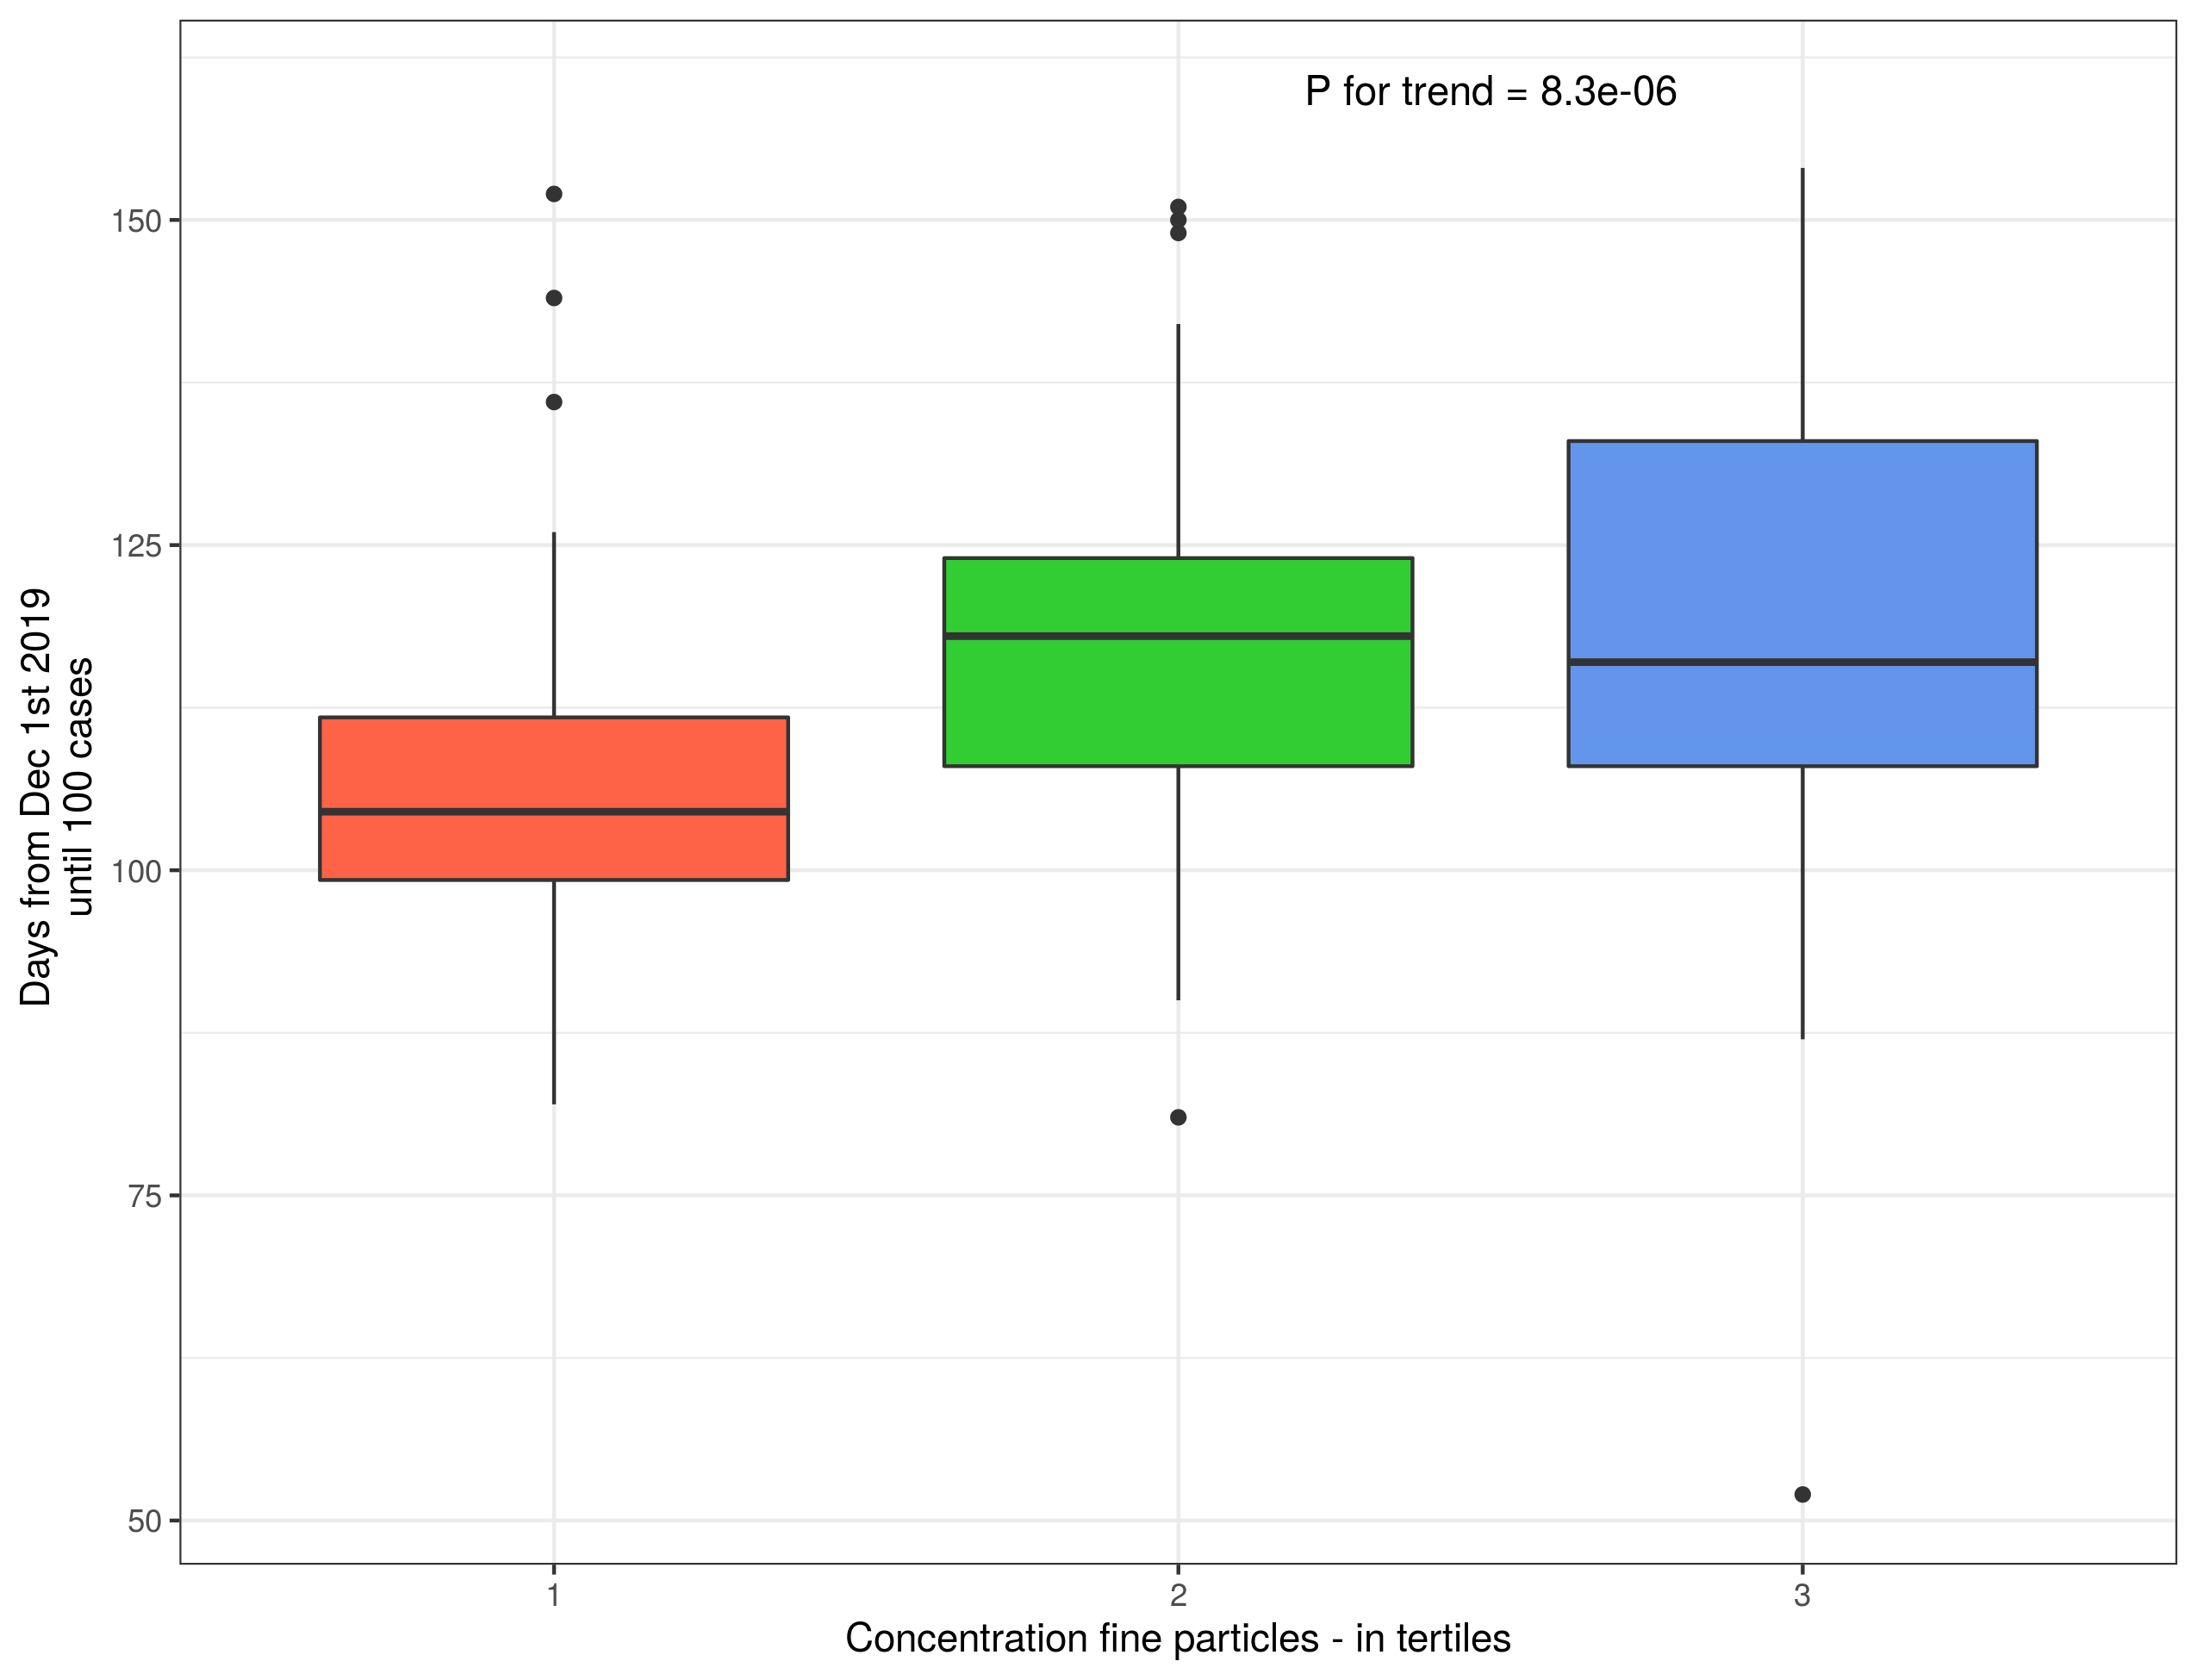 P for trend = 8.3e-06
150
125
100
75
50
Days from Dec 1st 2019
until 100 cases
1
2
3
Concentration fine particles - in tertiles